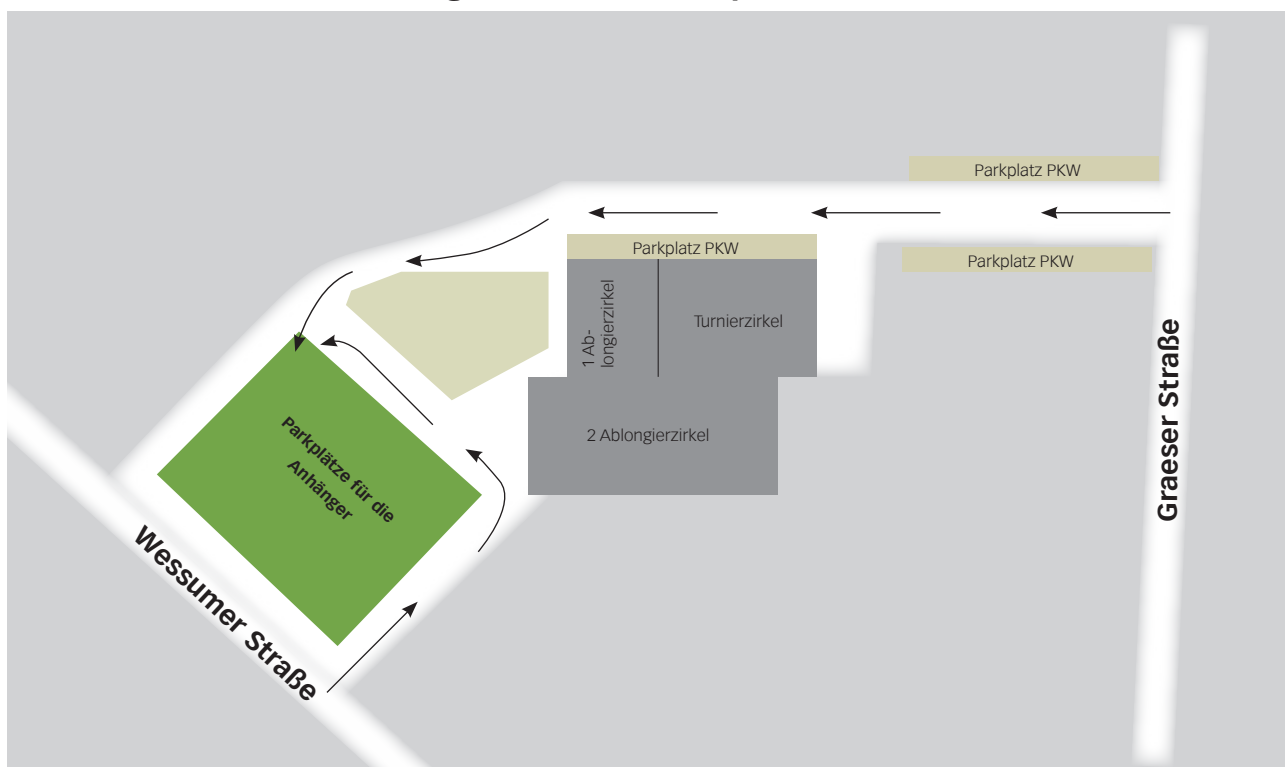 Parkplatz PKW
Parkplatz PKW
Parkplatz PKW
1 Ab-
longierzirkel
Turnierzirkel
2 Ablongierzirkel
Parkplätze für die
Anhänger
Wessumer Straße
Graeser Straße